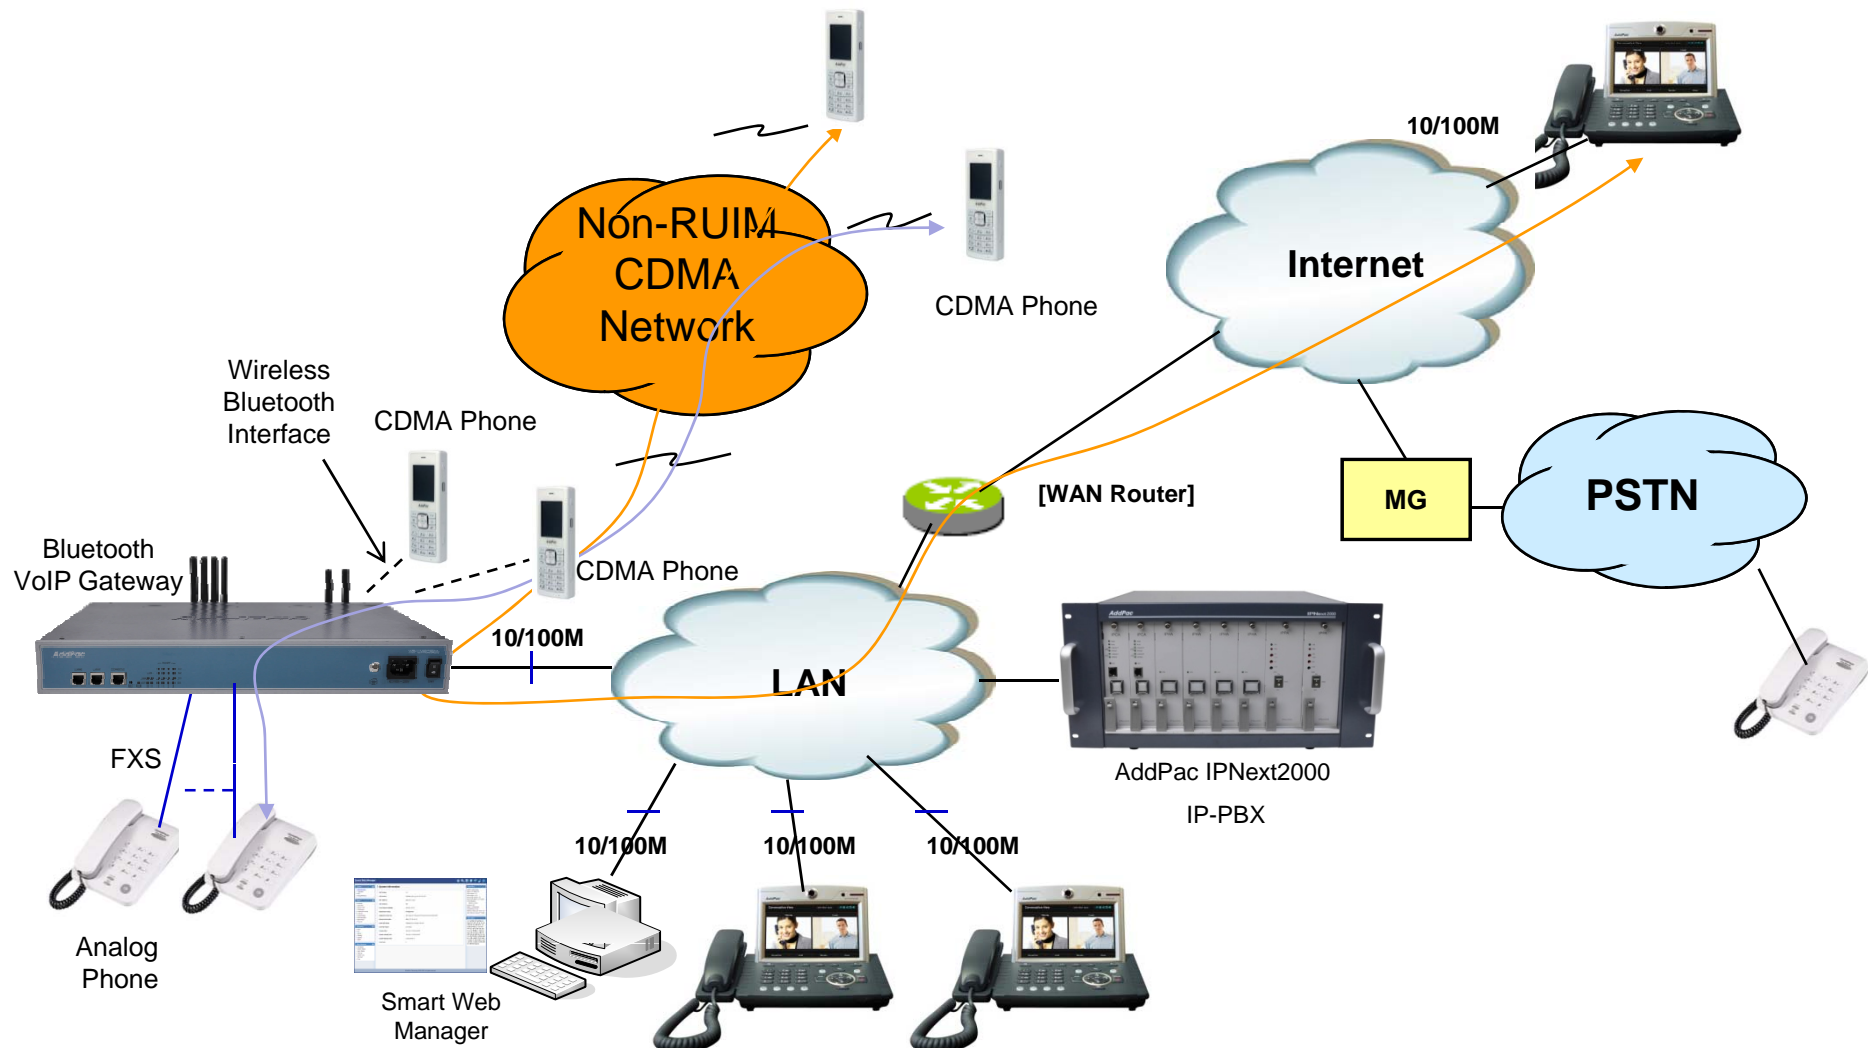 10/100M
Non-RUIM
CDMA
Network
Internet
CDMA Phone
Wireless
Bluetooth
Interface
CDMA Phone
[WAN Router]
MG
PSTN
Bluetooth
VoIP Gateway
CDMA Phone
10/100M
AddPac
AddPac
LAN
FXS
AddPac IPNext2000
IP-PBX
10/100M
10/100M
10/100M
Analog
Phone
Smart Web
Manager